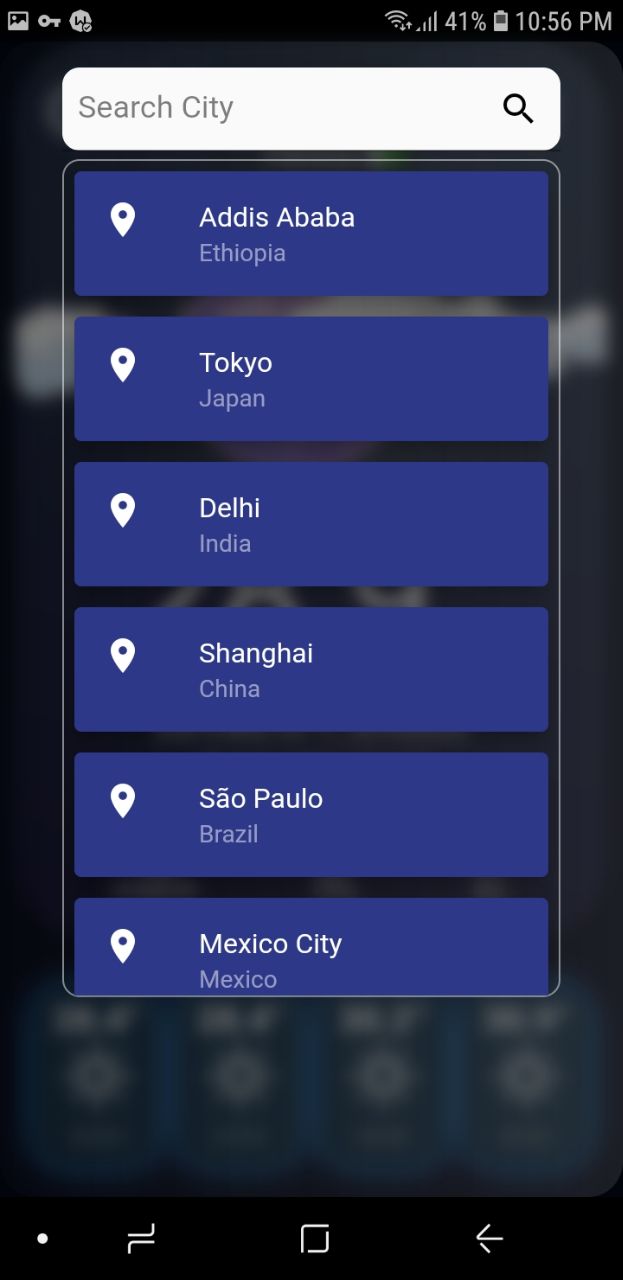 41% 10:56 PM
Search City
Addis Ababa
Ethiopia
Tokyo
Japan
Delhi
India
Shanghai
China
São Paulo
Brazil
Mexico City
Mexico